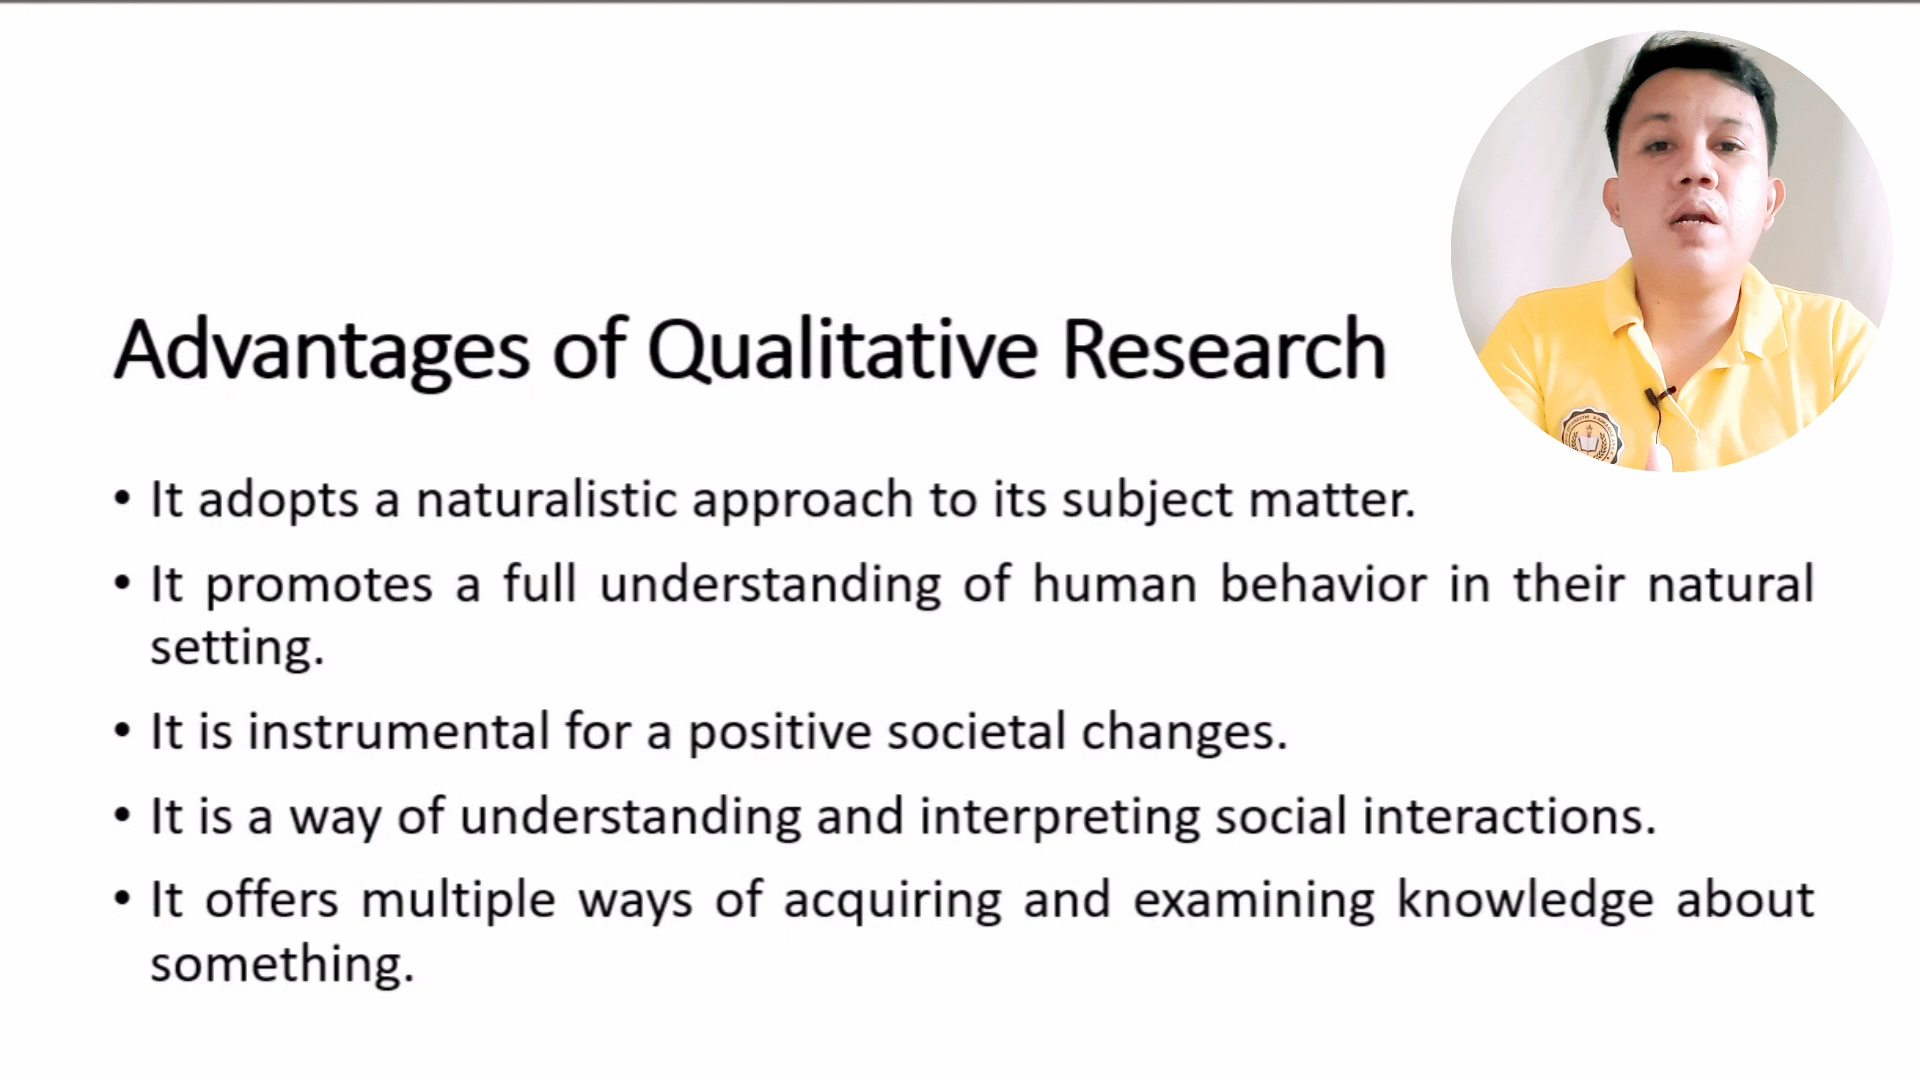 Advantages of Qualitative Research
• It adopts a naturalistic approach to its subject matter.
• It promotes a full understanding of human behavior in their natural
setting.
• It is instrumental for a positive societal changes.
• It is a way of understanding and interpreting social interactions.
• It offers multiple ways of acquiring and examining knowledge about
something.